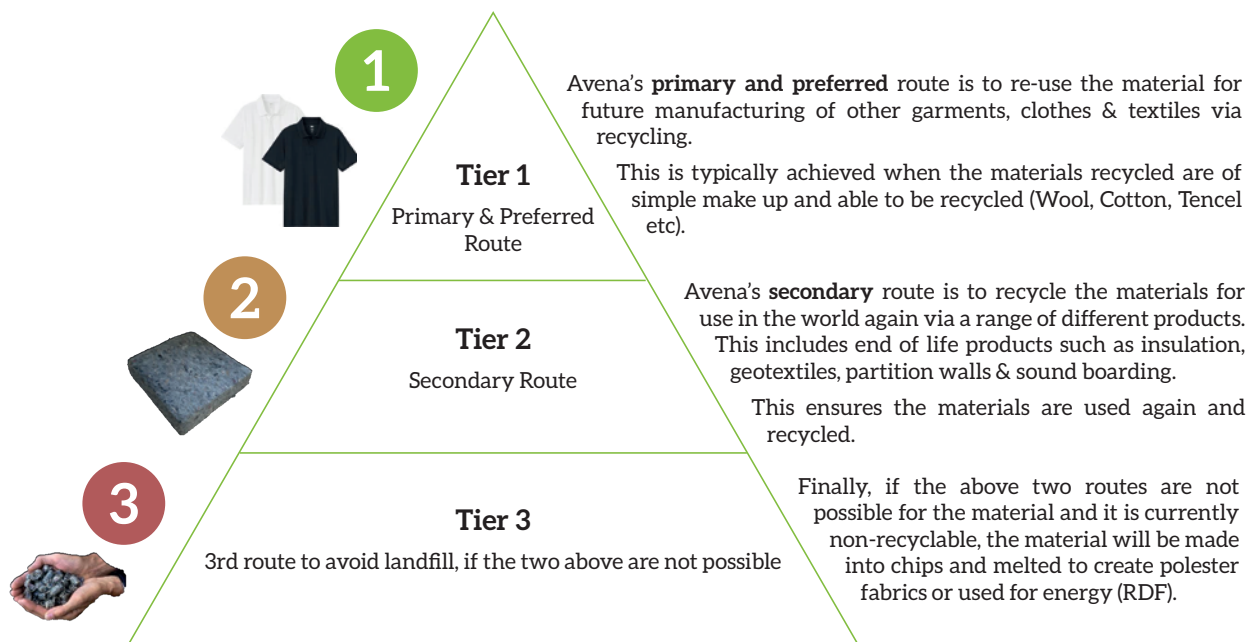 1
Avena’s primary and preferred route is to re-use the material for
future manufacturing of other garments, clothes & textiles via
recycling.
This is typically achieved when the materials recycled are of
simple make up and able to be recycled (Wool, Cotton, Tencel
etc).
Tier 1
Primary & Preferred
Route
2
Avena’s secondary route is to recycle the materials for
use in the world again via a range of different products.
This includes end of life products such as insulation,
geotextiles, partition walls & sound boarding.
This ensures the materials are used again and
recycled.
Tier 2
Secondary Route
3
Finally, if the above two routes are not
possible for the material and it is currently
non-recyclable, the material will be made
into chips and melted to create polester
fabrics or used for energy (RDF).
Tier 3
3rd route to avoid landfill, if the two above are not possible